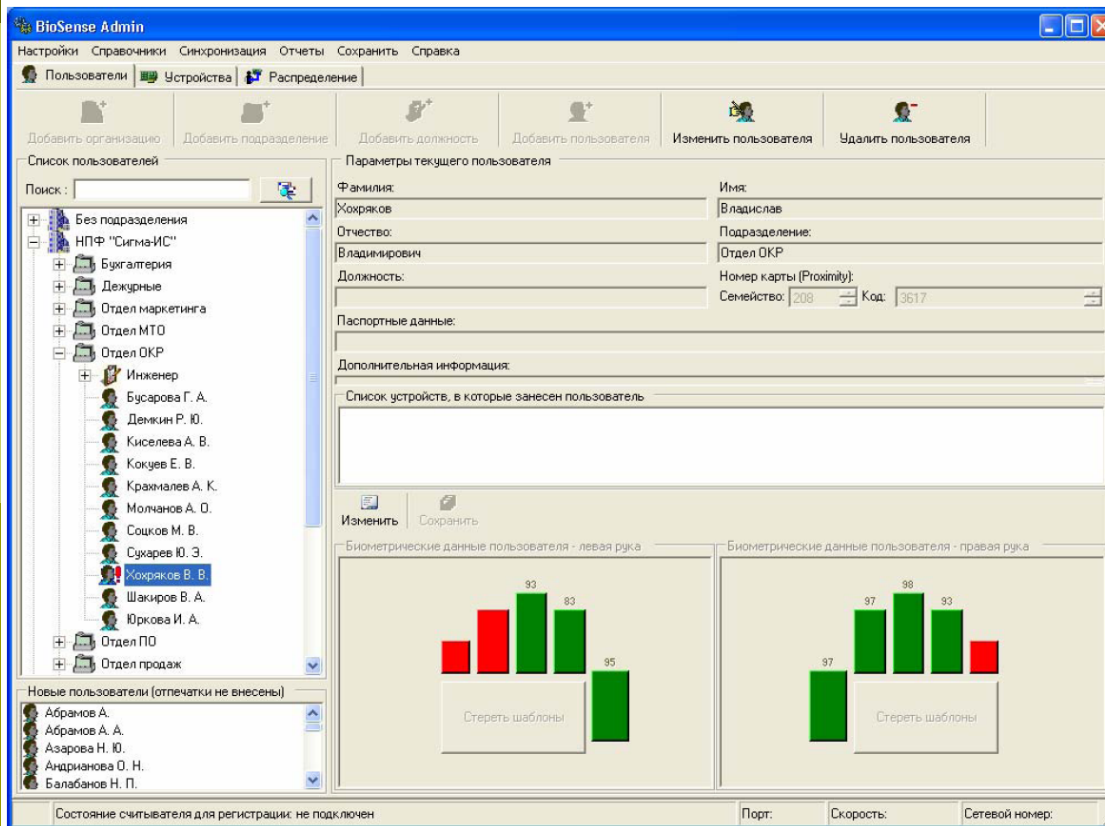 BioSense Admin
Настройки Справочники Синхронизация Отчеты Сохранить Справка
Пользователи Устройства Распределение
Добавить организацию Добавить подразделение Добавить должность Добавить пользователя Изменить пользователя Удалить пользователя
Список пользователей
Поиск :
Без подразделения
НПФ "Сигма-ИС"
Бухгалтерия
Дежурные
Отдел маркетинга
Отдел МТО
Отдел ОКР
Инженер
Бусарова Г. А.
Демкин Р. Ю.
Киселева А. В.
Кокуев Е. В.
Крахмалев А. К.
Молчанов А. О.
Соцков М. В.
Сухарев Ю. Э.
Хохряков В. В.
Шакиров В. А.
Юркова И. А.
Отдел ПО
Отдел продаж
Новые пользователи (отпечатки не внесены)
Абрамов А.
Абрамов А. А.
Азарова Н. Ю.
Андрианова О. Н.
Балабанов Н. П.
Параметры текущего пользователя
Фамилия: Имя:
Хохряков Владислав
Отчество: Подразделение:
Владимирович Отдел ОКР
Должность: Номер карты (Proximity):
Семейство: 208 Код: 3617
Паспортные данные:
Дополнительная информация:
Список устройств, в которые занесен пользователь
Изменить Сохранить
Биометрические данные пользователя - левая рука
93
83
95
Стереть шаблоны
Биометрические данные пользователя - правая рука
98
97 93
97
Стереть шаблоны
Состояние считывателя для регистрации: не подключен Порт: Скорость: Сетевой номер: